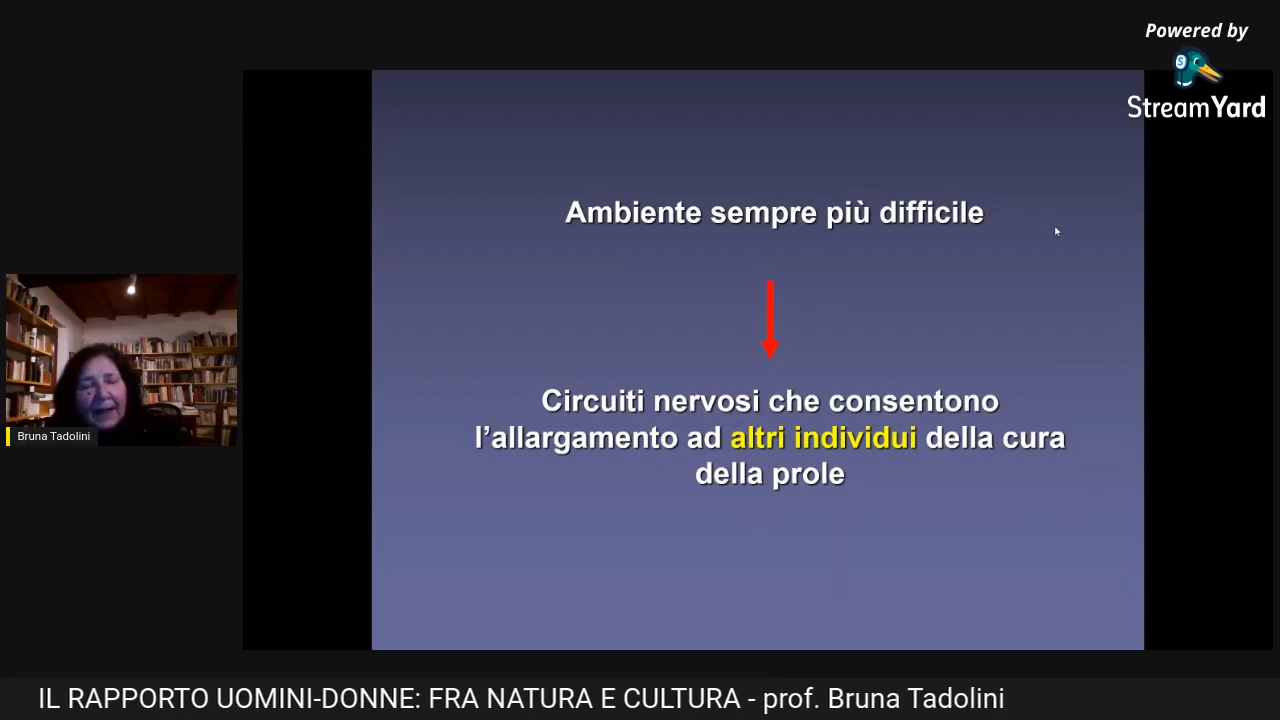 Powered by
StreamYard
Ambiente sempre più difficile
Circuiti nervosi che consentono
l’allargamento ad altri individui della cura
della prole
Bruna Tadolini
IL RAPPORTO UOMINI-DONNE: FRA NATURA E CULTURA - prof. Bruna Tadolini